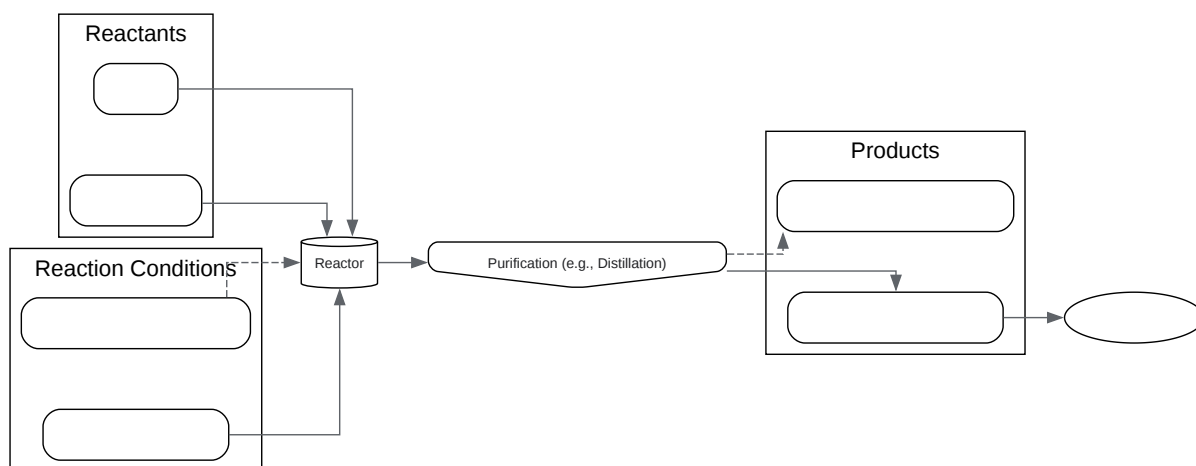 Reactants
Reaction Conditions
Reactor
Purification (e.g., Distillation)
Products